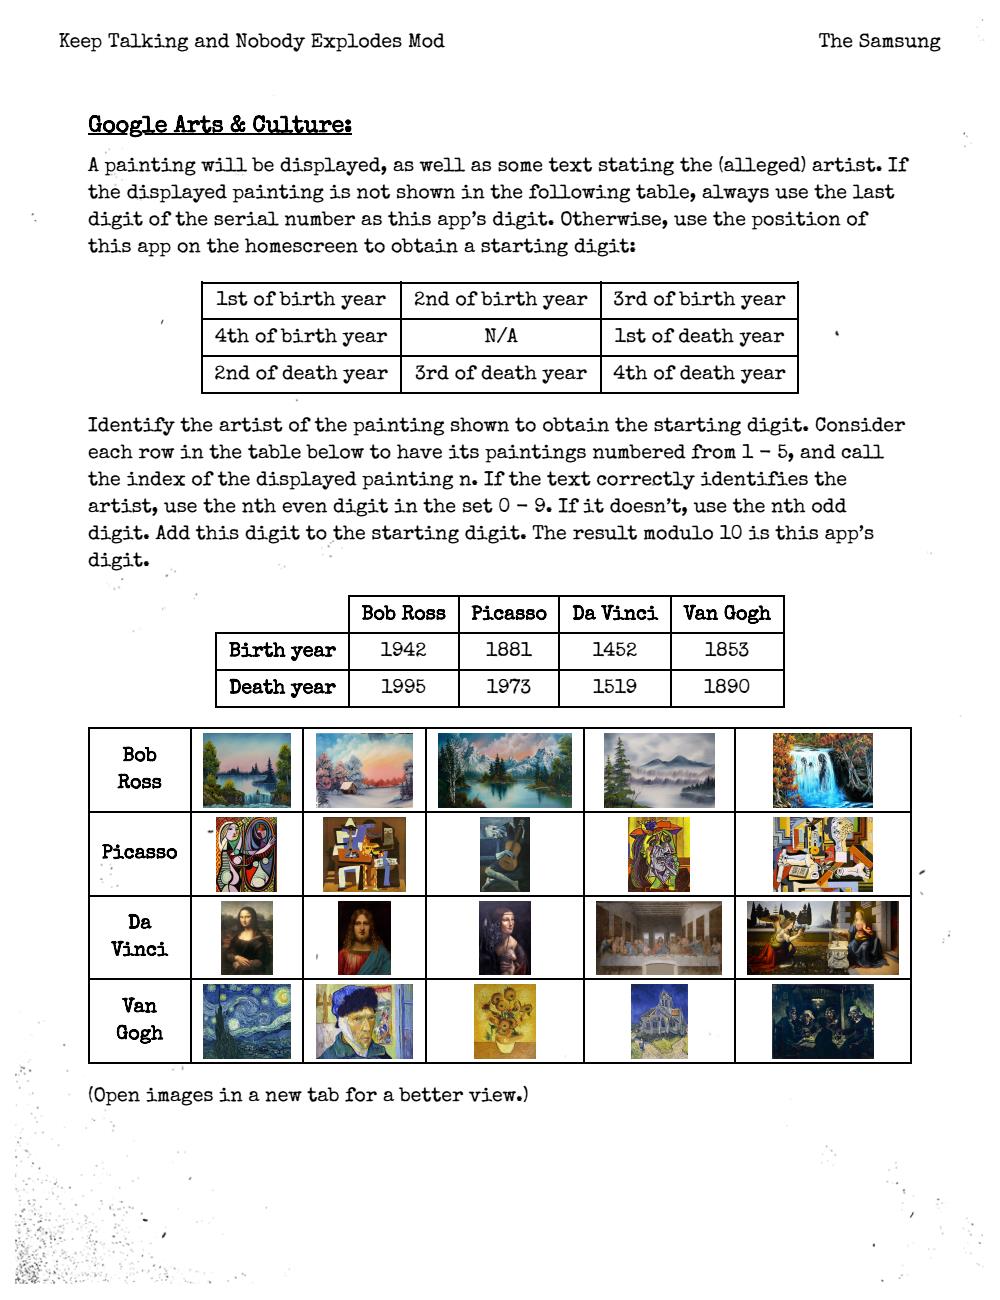 Keep Talking and Nobody Explodes Mod
The Samsung
Google Arts & Culture:
A painting will be displayed, as well as some text stating the (alleged) artist. If
the displayed painting is not shown in the following table, always use the last
digit of the serial number as this app's digit. Otherwise, use the position of
this app on the homescreen to obtain a starting digit:
1st of birth year 2nd of birth year 3rd of birth year
4th of birth year N/A 1st of death year
2nd of death year 3rd of death year 4th of death year
Identify the artist of the painting shown to obtain the starting digit. Consider
each row in the table below to have its paintings numbered from 1 – 5, and call
the index of the displayed painting n. If the text correctly identifies the
artist, use the nth even digit in the set 0 – 9. If it doesn't, use the nth odd
digit. Add this digit to the starting digit. The result modulo 10 is this app's
digit.
Bob Ross Picasso Da Vinci Van Gogh
Birth year 1942 1881 1452 1853
Death year 1995 1973 1519 1890
Bob
Ross
Picasso
Da
Vinci
Van
Gogh
(Open images in a new tab for a better view.)